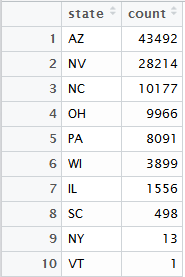 state count
1 AZ 43492
2 NV 28214
3 NC 10177
4 OH 9966
5 PA 8091
6 WI 3899
7 IL 1556
8 SC 498
9 NY 13
10 VT 1